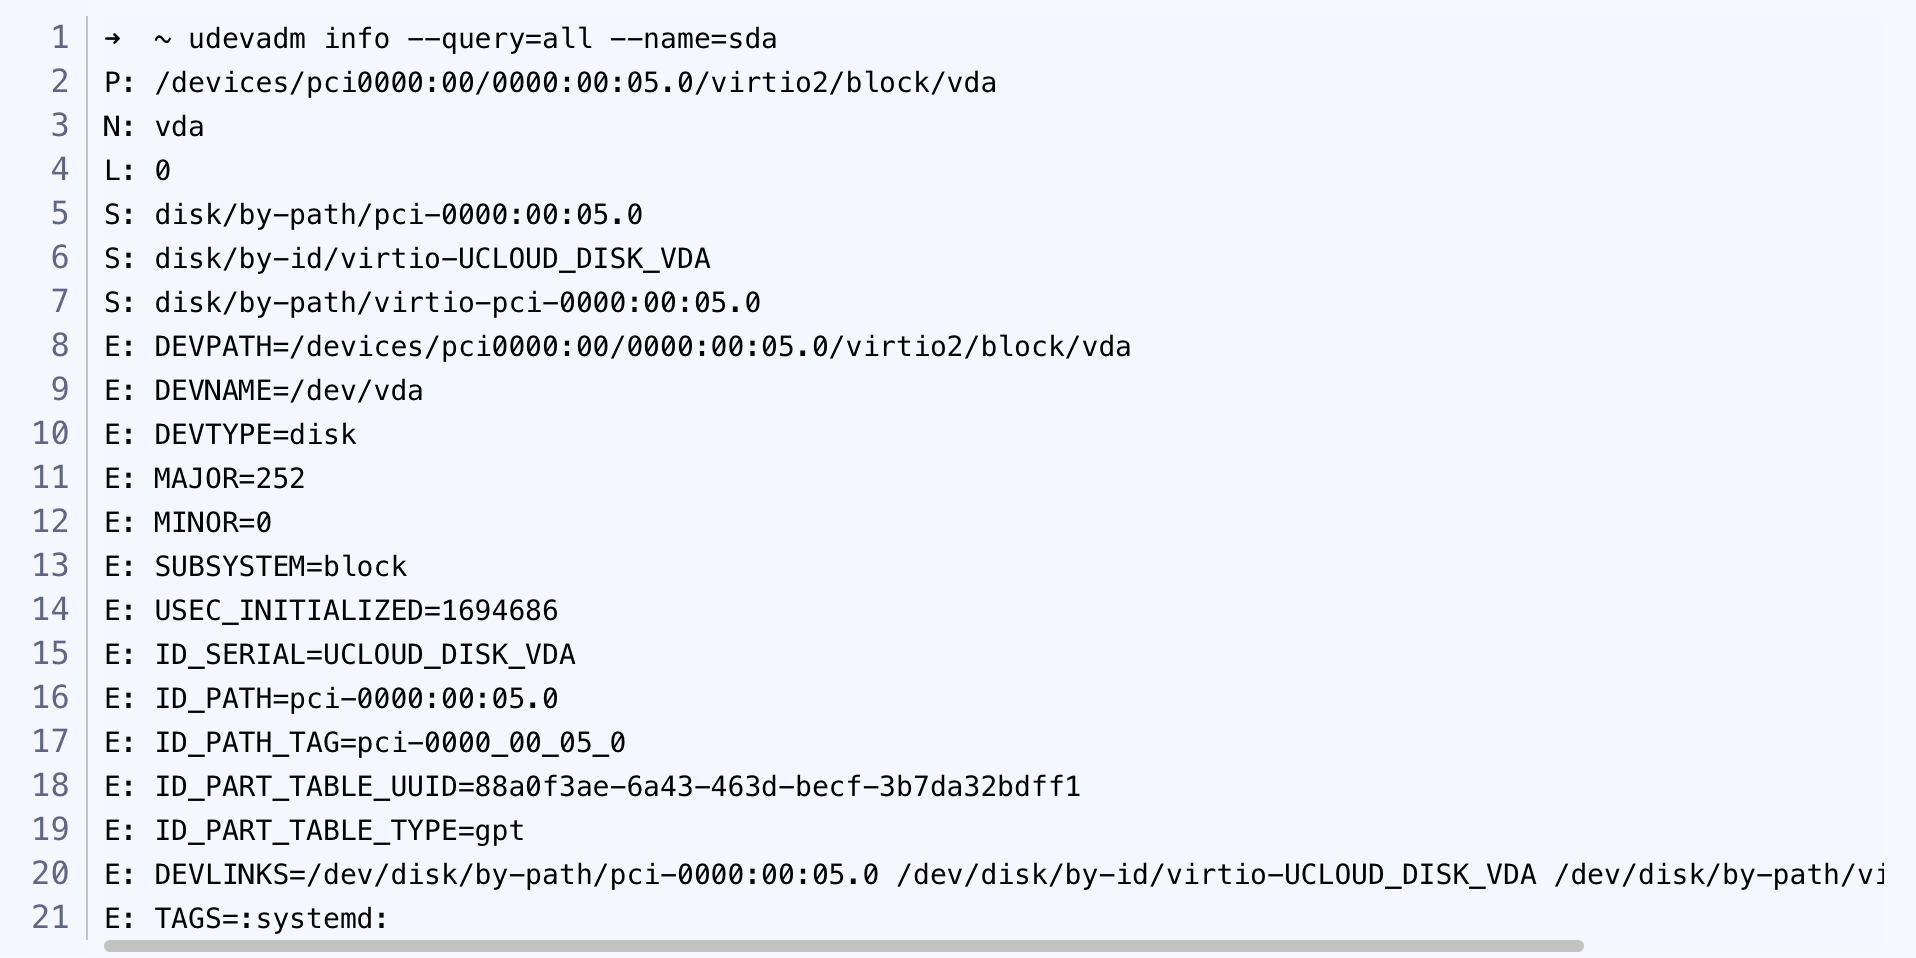 1 ➜  ~ udevadm info --query=all --name=sda
2 P: /devices/pci0000:00/0000:00:05.0/virtio2/block/vda
3 N: vda
4 L: 0
5 S: disk/by-path/pci-0000:00:05.0
6 S: disk/by-id/virtio-UCLOUD_DISK_VDA
7 S: disk/by-path/virtio-pci-0000:00:05.0
8 E: DEVPATH=/devices/pci0000:00/0000:00:05.0/virtio2/block/vda
9 E: DEVNAME=/dev/vda
10 E: DEVTYPE=disk
11 E: MAJOR=252
12 E: MINOR=0
13 E: SUBSYSTEM=block
14 E: USEC_INITIALIZED=1694686
15 E: ID_SERIAL=UCLOUD_DISK_VDA
16 E: ID_PATH=pci-0000:00:05.0
17 E: ID_PATH_TAG=pci-0000_00_05_0
18 E: ID_PART_TABLE_UUID=88a0f3ae-6a43-463d-becf-3b7da32bdff1
19 E: ID_PART_TABLE_TYPE=gpt
20 E: DEVLINKS=/dev/disk/by-path/pci-0000:00:05.0 /dev/disk/by-id/virtio-UCLOUD_DISK_VDA /dev/disk/by-path/vi
21 E: TAGS=:systemd: